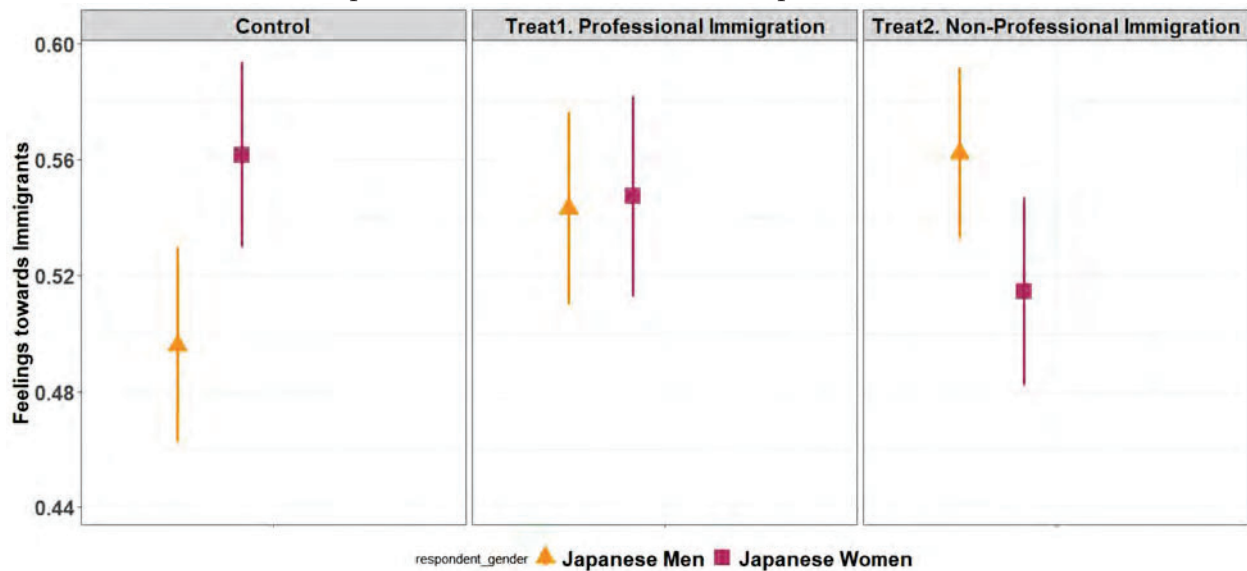 Control
Treat1. Professional Immigration
Treat2. Non-Professional Immigration
Feelings towards Immigrants
0.60
0.56
0.52
0.48
0.44
respondent_gender Japanese Men Japanese Women